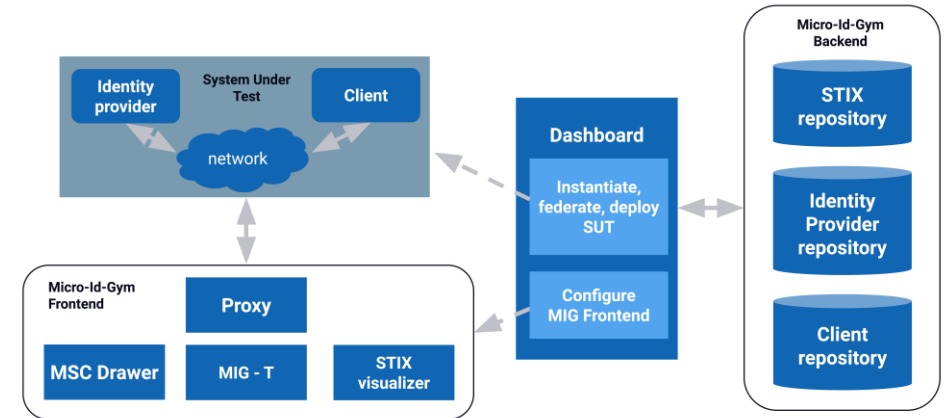 System Under
Test
Identity
provider
Client
network
Micro-Id-Gym
Frontend
Proxy
MSC Drawer
MIG - T
STIX
visualizer
Dashboard
Instantiate,
federate, deploy
SUT
Configure
MIG Frontend
Micro-Id-Gym
Backend
STIX
repository
Identity
Provider
repository
Client
repository